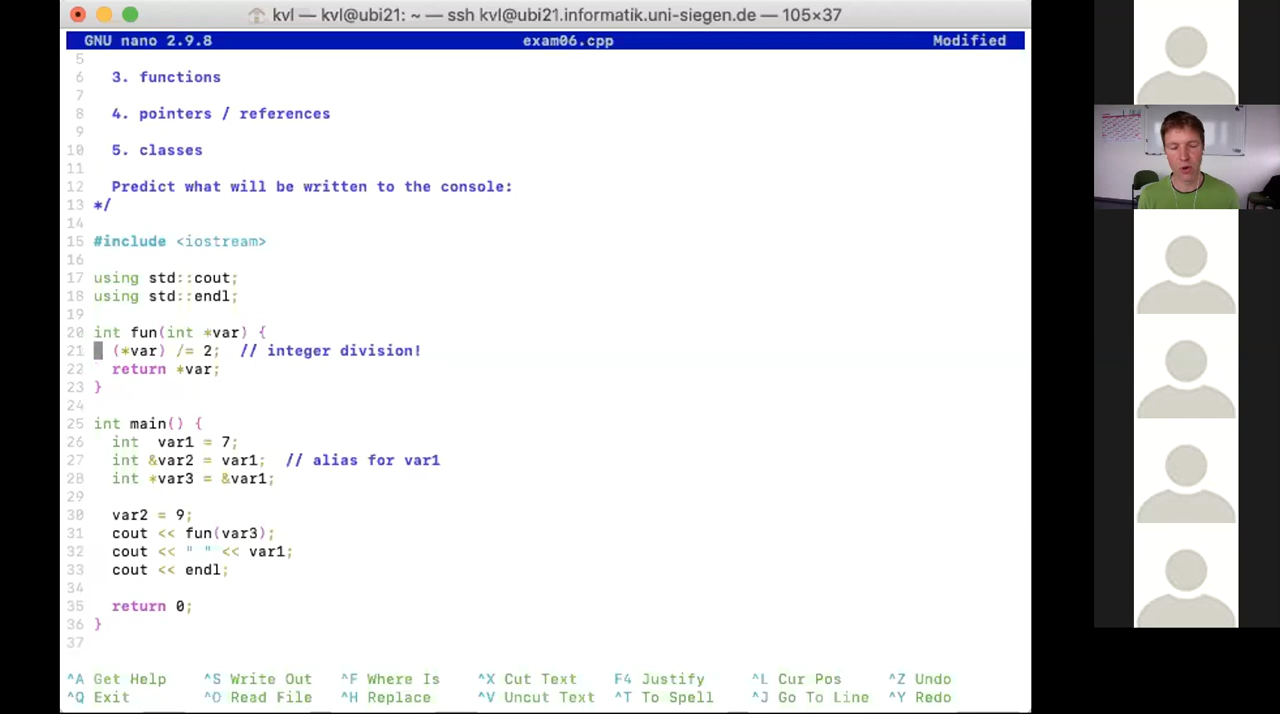 kvl — kvl@ubi21: ~ — ssh kvl@ubi21.informatik.uni-siegen.de — 105×37
GNU nano 2.9.8 exam06.cpp Modified
5
6 3. functions
7
8 4. pointers / references
9
10 5. classes
11
12 Predict what will be written to the console:
13 */
14
15 #include <iostream>
16
17 using std::cout;
18 using std::endl;
19
20 int fun(int *var) {
21 (*var) /= 2; // integer division!
22 return *var;
23 }
24
25 int main() {
26 int var1 = 7;
27 int &var2 = var1; // alias for var1
28 int *var3 = &var1;
29
30 var2 = 9;
31 cout << fun(var3);
32 cout << " " << var1;
33 cout << endl;
34
35 return 0;
36 }
37
^A Get Help ^S Write Out ^F Where Is ^X Cut Text F4 Justify ^L Cur Pos ^Z Undo
^Q Exit ^O Read File ^H Replace ^V Uncut Text ^T To Spell ^J Go To Line ^Y Redo